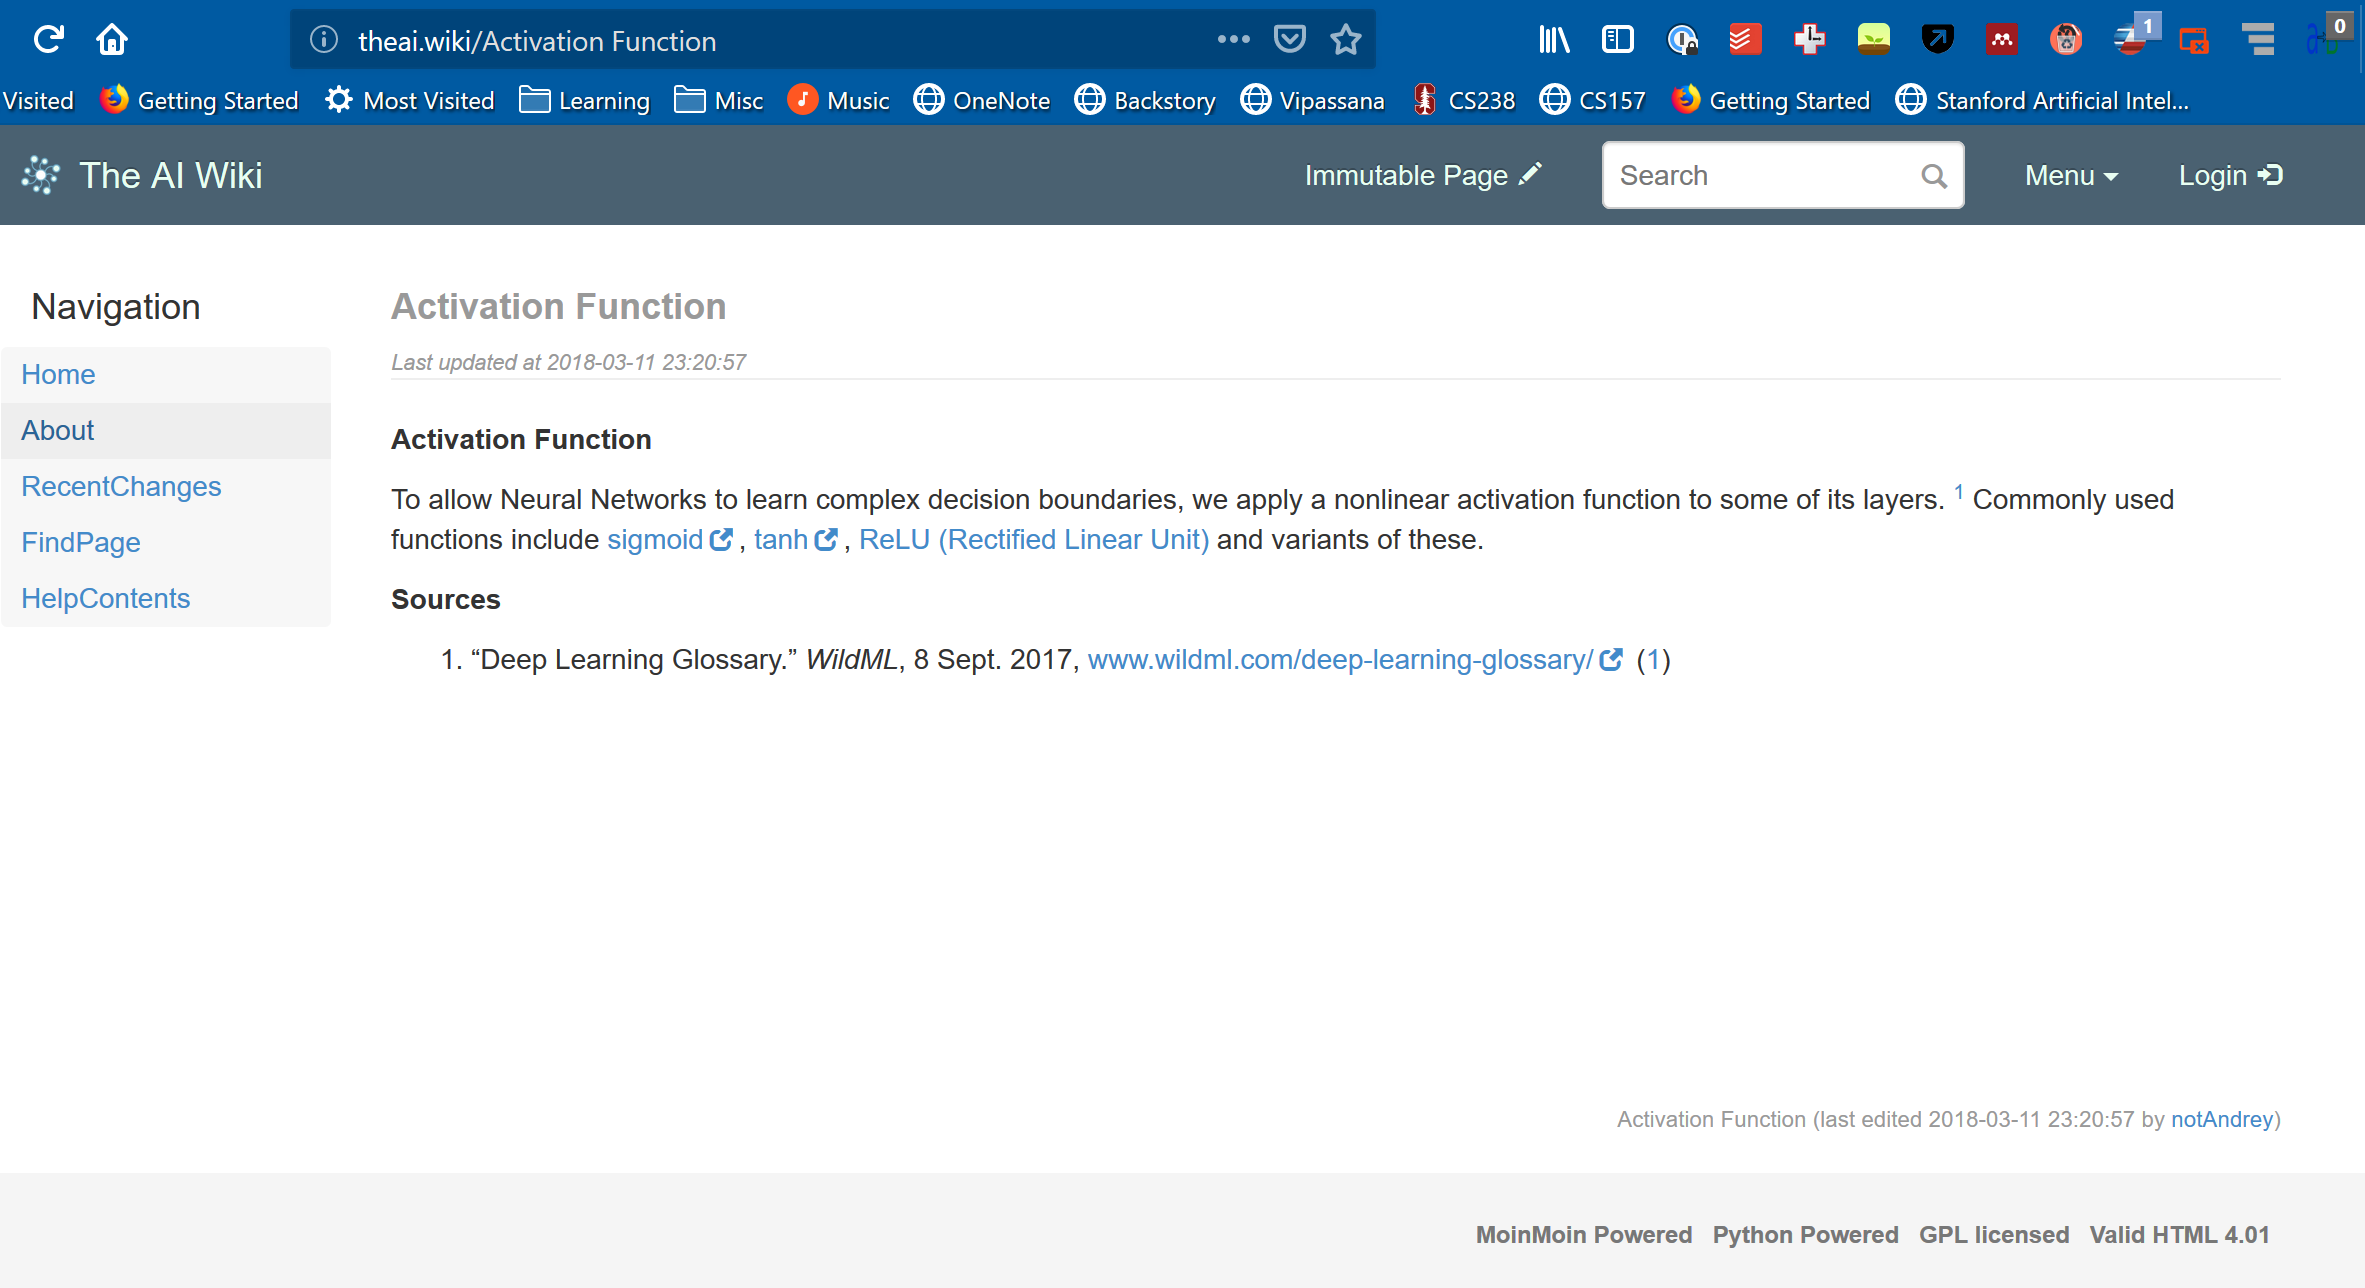 theai.wiki/Activation Function
1
0
Visited Getting Started Most Visited Learning Misc Music OneNote Backstory Vipassana CS238 CS157 Getting Started Stanford Artificial Intel...
The AI Wiki Immutable Page Search Menu Login
Navigation
Home
About
RecentChanges
FindPage
HelpContents
Activation Function
Last updated at 2018-03-11 23:20:57
Activation Function
To allow Neural Networks to learn complex decision boundaries, we apply a nonlinear activation function to some of its layers. 1 Commonly used
functions include sigmoid , tanh , ReLU (Rectified Linear Unit) and variants of these.
Sources
1. “Deep Learning Glossary.” WildML, 8 Sept. 2017, www.wildml.com/deep-learning-glossary/ (1)
Activation Function (last edited 2018-03-11 23:20:57 by notAndrey)
MoinMoin Powered Python Powered GPL licensed Valid HTML 4.01